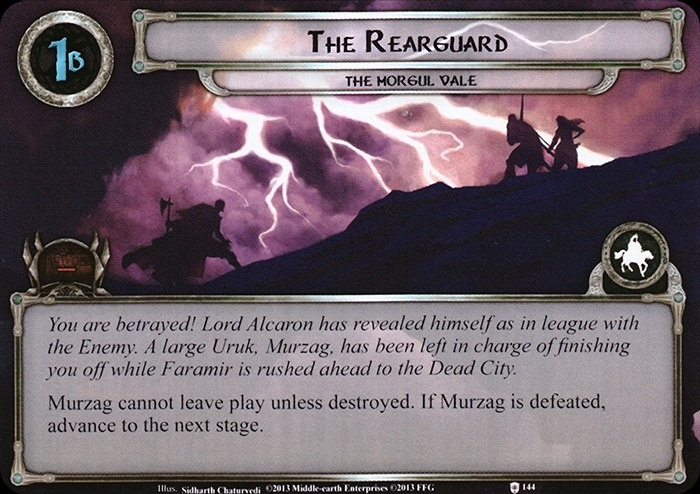 1B
THE REARGUARD
THE MORGUL VALE
–
You are betrayed! Lord Alcaron has revealed himself as in league with
the Enemy. A large Uruk, Murzag, has been left in charge of finishing
you off while Faramir is rushed ahead to the Dead City.
Murzag cannot leave play unless destroyed. If Murzag is defeated,
advance to the next stage.
Illus. Sidharth Chaturvedi ©2013 Middle-earth Enterprises ©2013 FFG 144